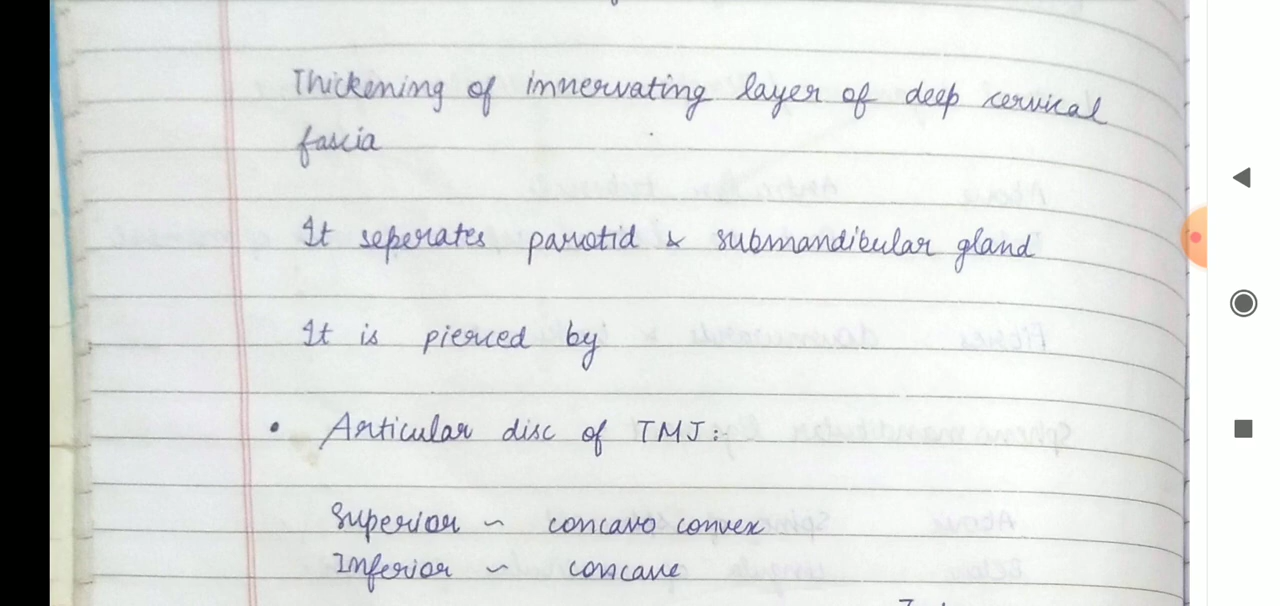 Thickening of innervating layer of deep cervical
fascia
It seperates parotid & submandibular gland
It is pierced by
• Articular disc of TMJ:-
Superior ~ concavo convex
Inferior ~ concave